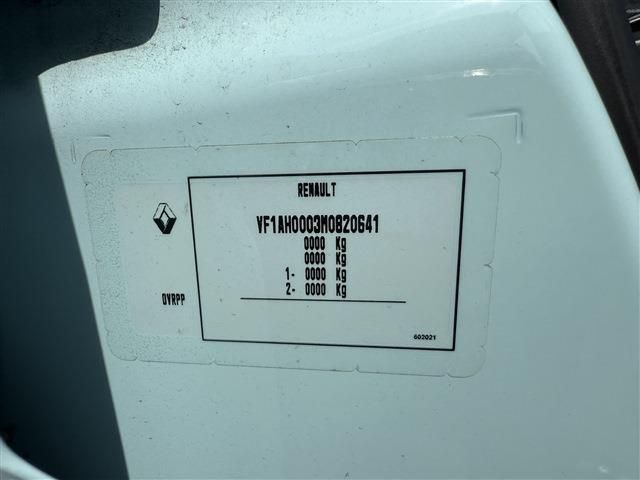 RENAULT
VF1AH0003M0820641
0000 Kg
0000 Kg
1- 0000 Kg
2- 0000 Kg
OVRPP
602021